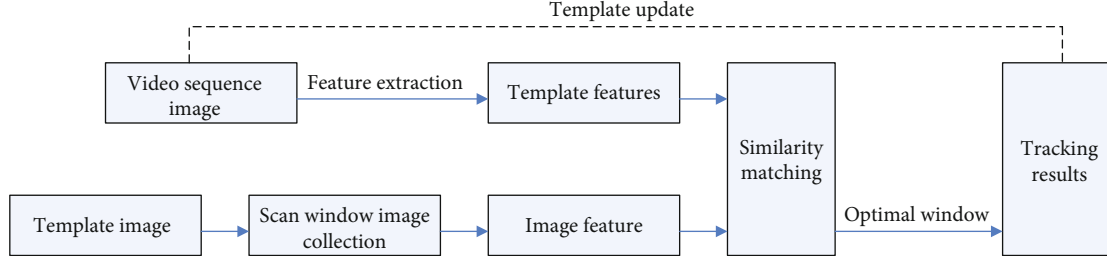 Template update
Video sequence
image
Feature extraction
Template features
Similarity
matching
Tracking
results
Template image
Scan window image
collection
Image feature
Optimal window